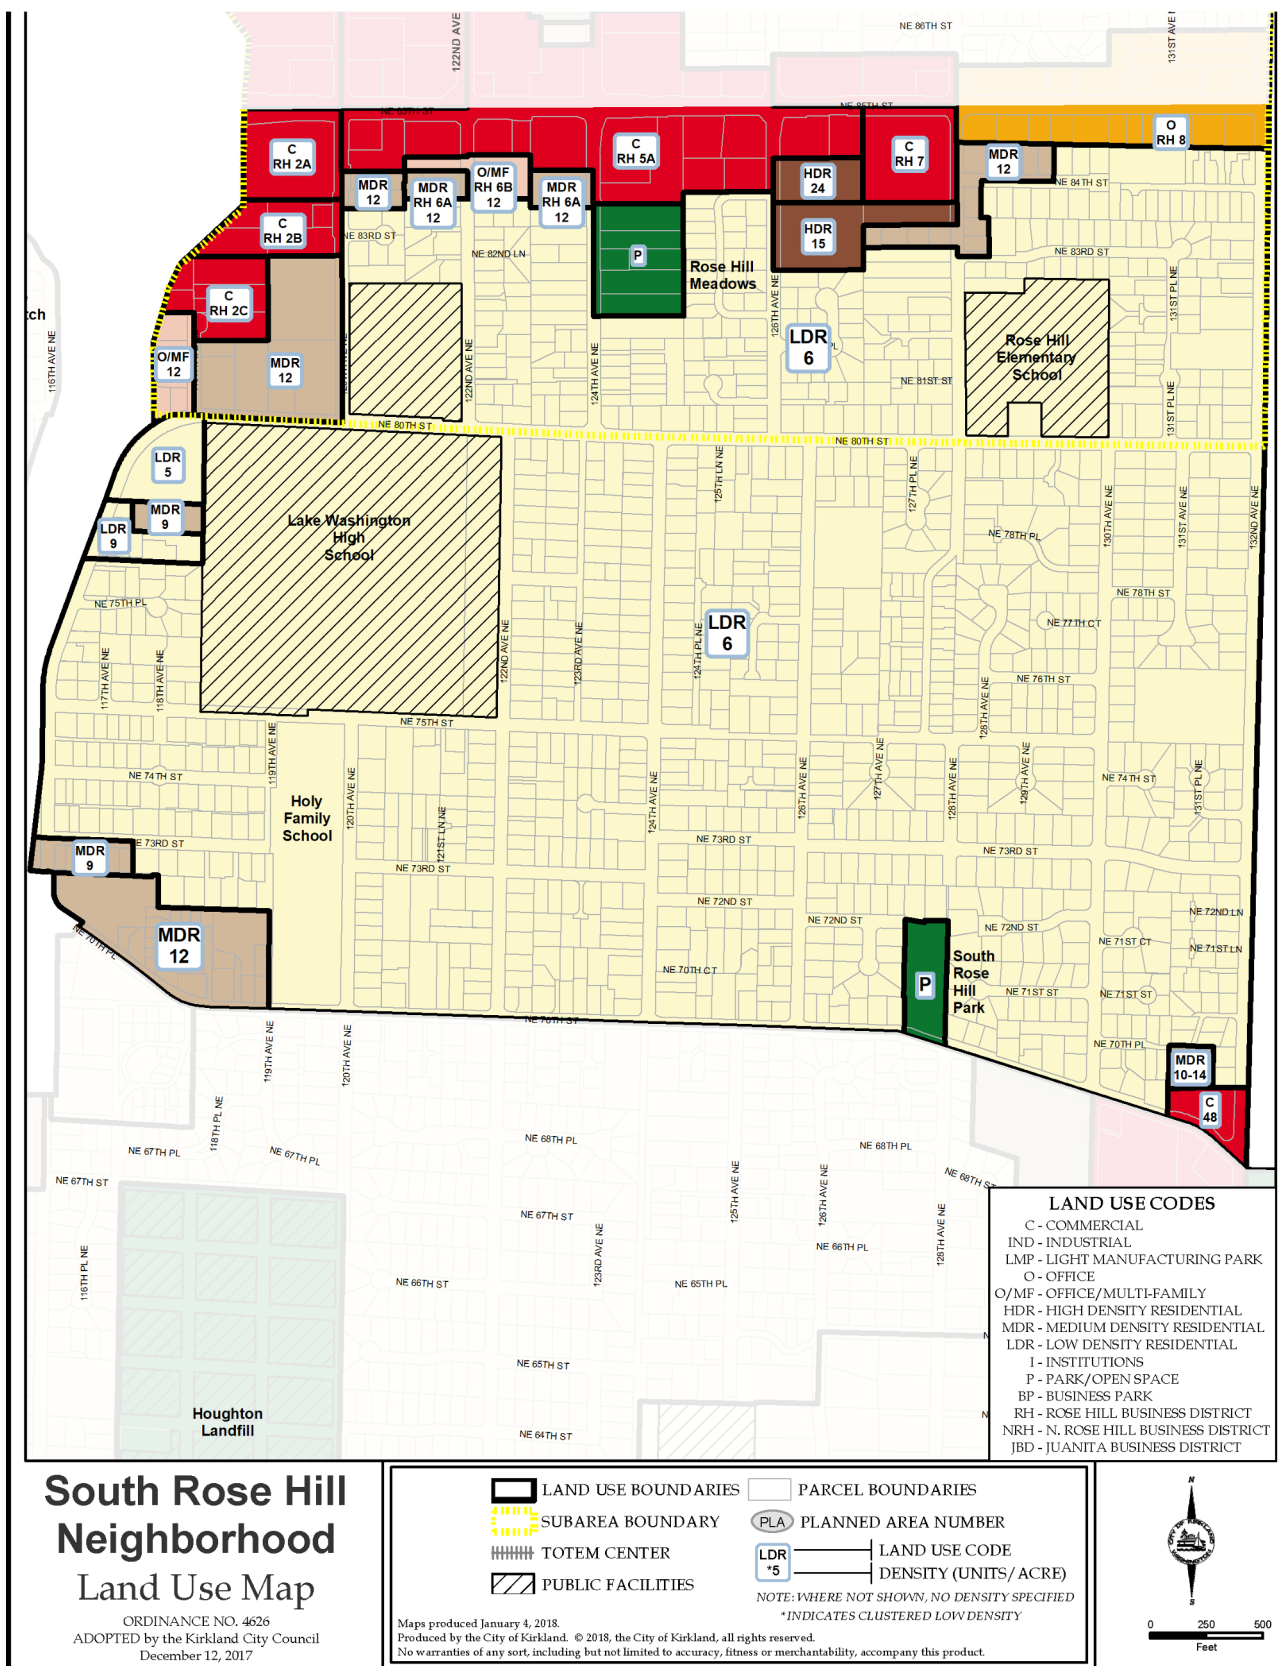 NE 86TH ST
122ND AVE
131ST AVE N
NE 85TH ST
NE 85TH ST
C
RH 2A
C
RH 5A
C
RH 7
O
RH 8
MDR
12
MDR
RH 6A
12
O/MF
RH 6B
12
MDR
RH 6A
12
HDR
24
MDR
12
NE 84TH ST
C
RH 2B
NE 83RD ST
NE 82ND LN
P
Rose Hill
Meadows
HDR
15
NE 83RD ST
C
RH 2C
tch
116TH AVE NE
O/MF
12
MDR
12
122ND AVE NE
124TH AVE NE
126TH AVE NE
LDR
6
PL
NE 81ST ST
Rose Hill
Elementary
School
131ST PL NE
131ST PL NE
NE 80TH ST
NE 80TH ST
LDR
5
MDR
9
LDR
9
Lake Washington
High
School
125TH LN NE
127TH PL NE
NE 78TH PL
130TH AVE NE
131ST AVE NE
132ND AVE NE
NE 75TH PL
NE 78TH ST
NE 77TH CT
LDR
6
117TH AVE NE
118TH AVE NE
122ND AVE NE
123RD AVE NE
124TH PL NE
NE 76TH ST
128TH AVE NE
NE 75TH ST
119TH AVE NE
NE 74TH ST
120TH AVE NE
Holy
Family
School
121ST LN NE
124TH AVE NE
126TH AVE NE
127TH AVE NE
128TH AVE NE
129TH AVE NE
NE 74TH ST
131ST PL NE
MDR
9
E 73RD ST
NE 73RD ST
NE 73RD ST
NE 73RD ST
NE 72ND ST
NE 72ND ST
NE 72ND ST
NE 72ND LN
NE 71ST CT
NE 71ST LN
MDR
12
NE 70TH PL
NE 70TH CT
P
South
Rose
Hill
Park
NE 71ST ST
NE 71ST ST
NE 70TH ST
NE 70TH PL
MDR
10-14
C
48
119TH AVE NE
120TH AVE NE
118TH PL NE
NE 67TH PL
NE 67TH PL
NE 68TH PL
NE 68TH PL
NE 68TH S
NE 67TH ST
125TH AVE NE
126TH AVE NE
128TH AVE NE
NE 67TH ST
123RD AVE NE
NE 66TH PL
116TH PL NE
NE 66TH ST
NE 65TH PL
N
NE 65TH ST
N
NE 64TH ST
Houghton
Landfill
LAND USE CODES
C - COMMERCIAL
IND - INDUSTRIAL
LMP - LIGHT MANUFACTURING PARK
O - OFFICE
O/MF - OFFICE/MULTI-FAMILY
HDR - HIGH DENSITY RESIDENTIAL
MDR - MEDIUM DENSITY RESIDENTIAL
LDR - LOW DENSITY RESIDENTIAL
I - INSTITUTIONS
P - PARK/OPEN SPACE
BP - BUSINESS PARK
RH - ROSE HILL BUSINESS DISTRICT
NRH - N. ROSE HILL BUSINESS DISTRICT
JBD - JUANITA BUSINESS DISTRICT
South Rose Hill
Neighborhood
Land Use Map
ORDINANCE NO. 4626
ADOPTED by the Kirkland City Council
December 12, 2017
LAND USE BOUNDARIES
SUBAREA BOUNDARY
TOTEM CENTER
PUBLIC FACILITIES
PARCEL BOUNDARIES
PLA PLANNED AREA NUMBER
LDR
*5
LAND USE CODE
DENSITY (UNITS/ACRE)
NOTE: WHERE NOT SHOWN, NO DENSITY SPECIFIED
*INDICATES CLUSTERED LOW DENSITY
Maps produced January 4, 2018.
Produced by the City of Kirkland. © 2018, the City of Kirkland, all rights reserved.
No warranties of any sort, including but not limited to accuracy, fitness or merchantability, accompany this product.
N
CITY OF KIRKLAND
WASHINGTON
S
0 250 500
Feet